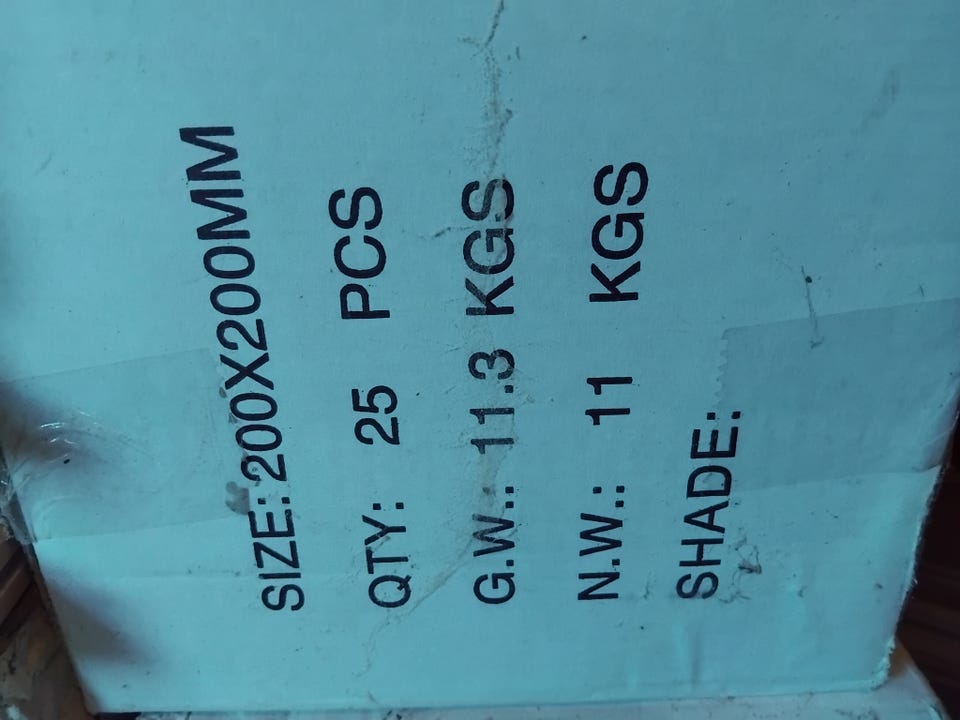 SIZE:200X200MM
QTY: 25 PCS
G.W.: 11.3 KGS
N.W.: 11 KGS
SHADE: